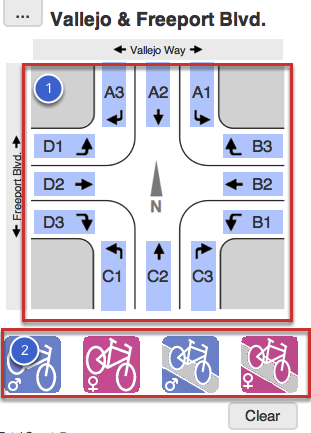 ...
Vallejo & Freeport Blvd.
Vallejo Way
1
A3 A2 A1
D1 B3
Freeport Blvd.
D2 B2
N
D3 B1
C1 C2 C3
2
♂ ♀ ♂ ♀
Clear